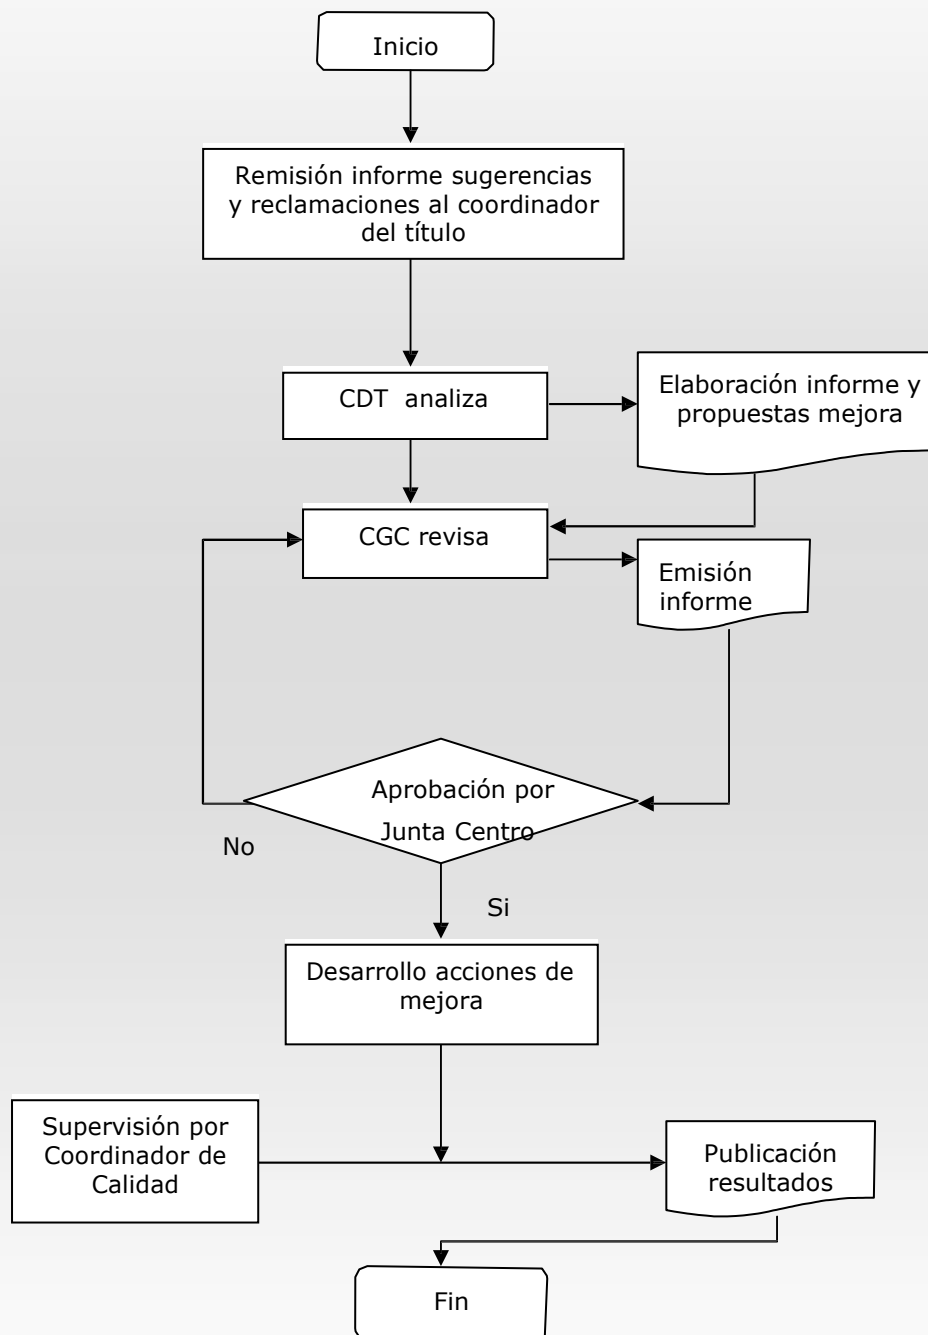 Inicio
Remisión informe sugerencias
y reclamaciones al coordinador
del título
CDT analiza
Elaboración informe y
propuestas mejora
CGC revisa
Emisión
informe
Aprobación por
Junta Centro
No
Si
Desarrollo acciones de
mejora
Supervisión por
Coordinador de
Calidad
Publicación
resultados
Fin